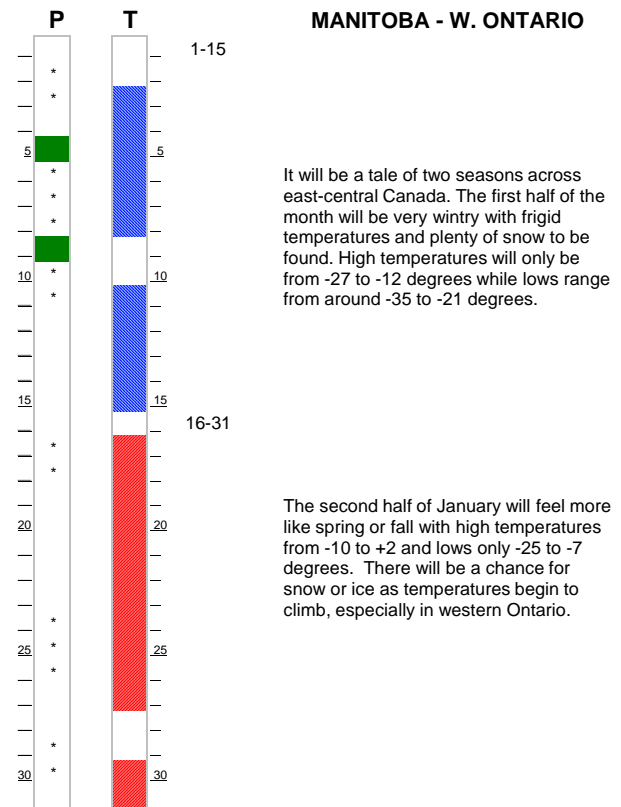 P T MANITOBA - W. ONTARIO
1-15
*
*
5 5
*
*
*
It will be a tale of two seasons across
east-central Canada. The first half of the
month will be very wintry with frigid
temperatures and plenty of snow to be
found. High temperatures will only be
from -27 to -12 degrees while lows range
from around -35 to -21 degrees.
*
10 10
*
15 15
16-31
*
*
The second half of January will feel more
like spring or fall with high temperatures
from -10 to +2 and lows only -25 to -7
degrees.  There will be a chance for
snow or ice as temperatures begin to
climb, especially in western Ontario.
20 20
*
*
25 25
*
*
*
30 30